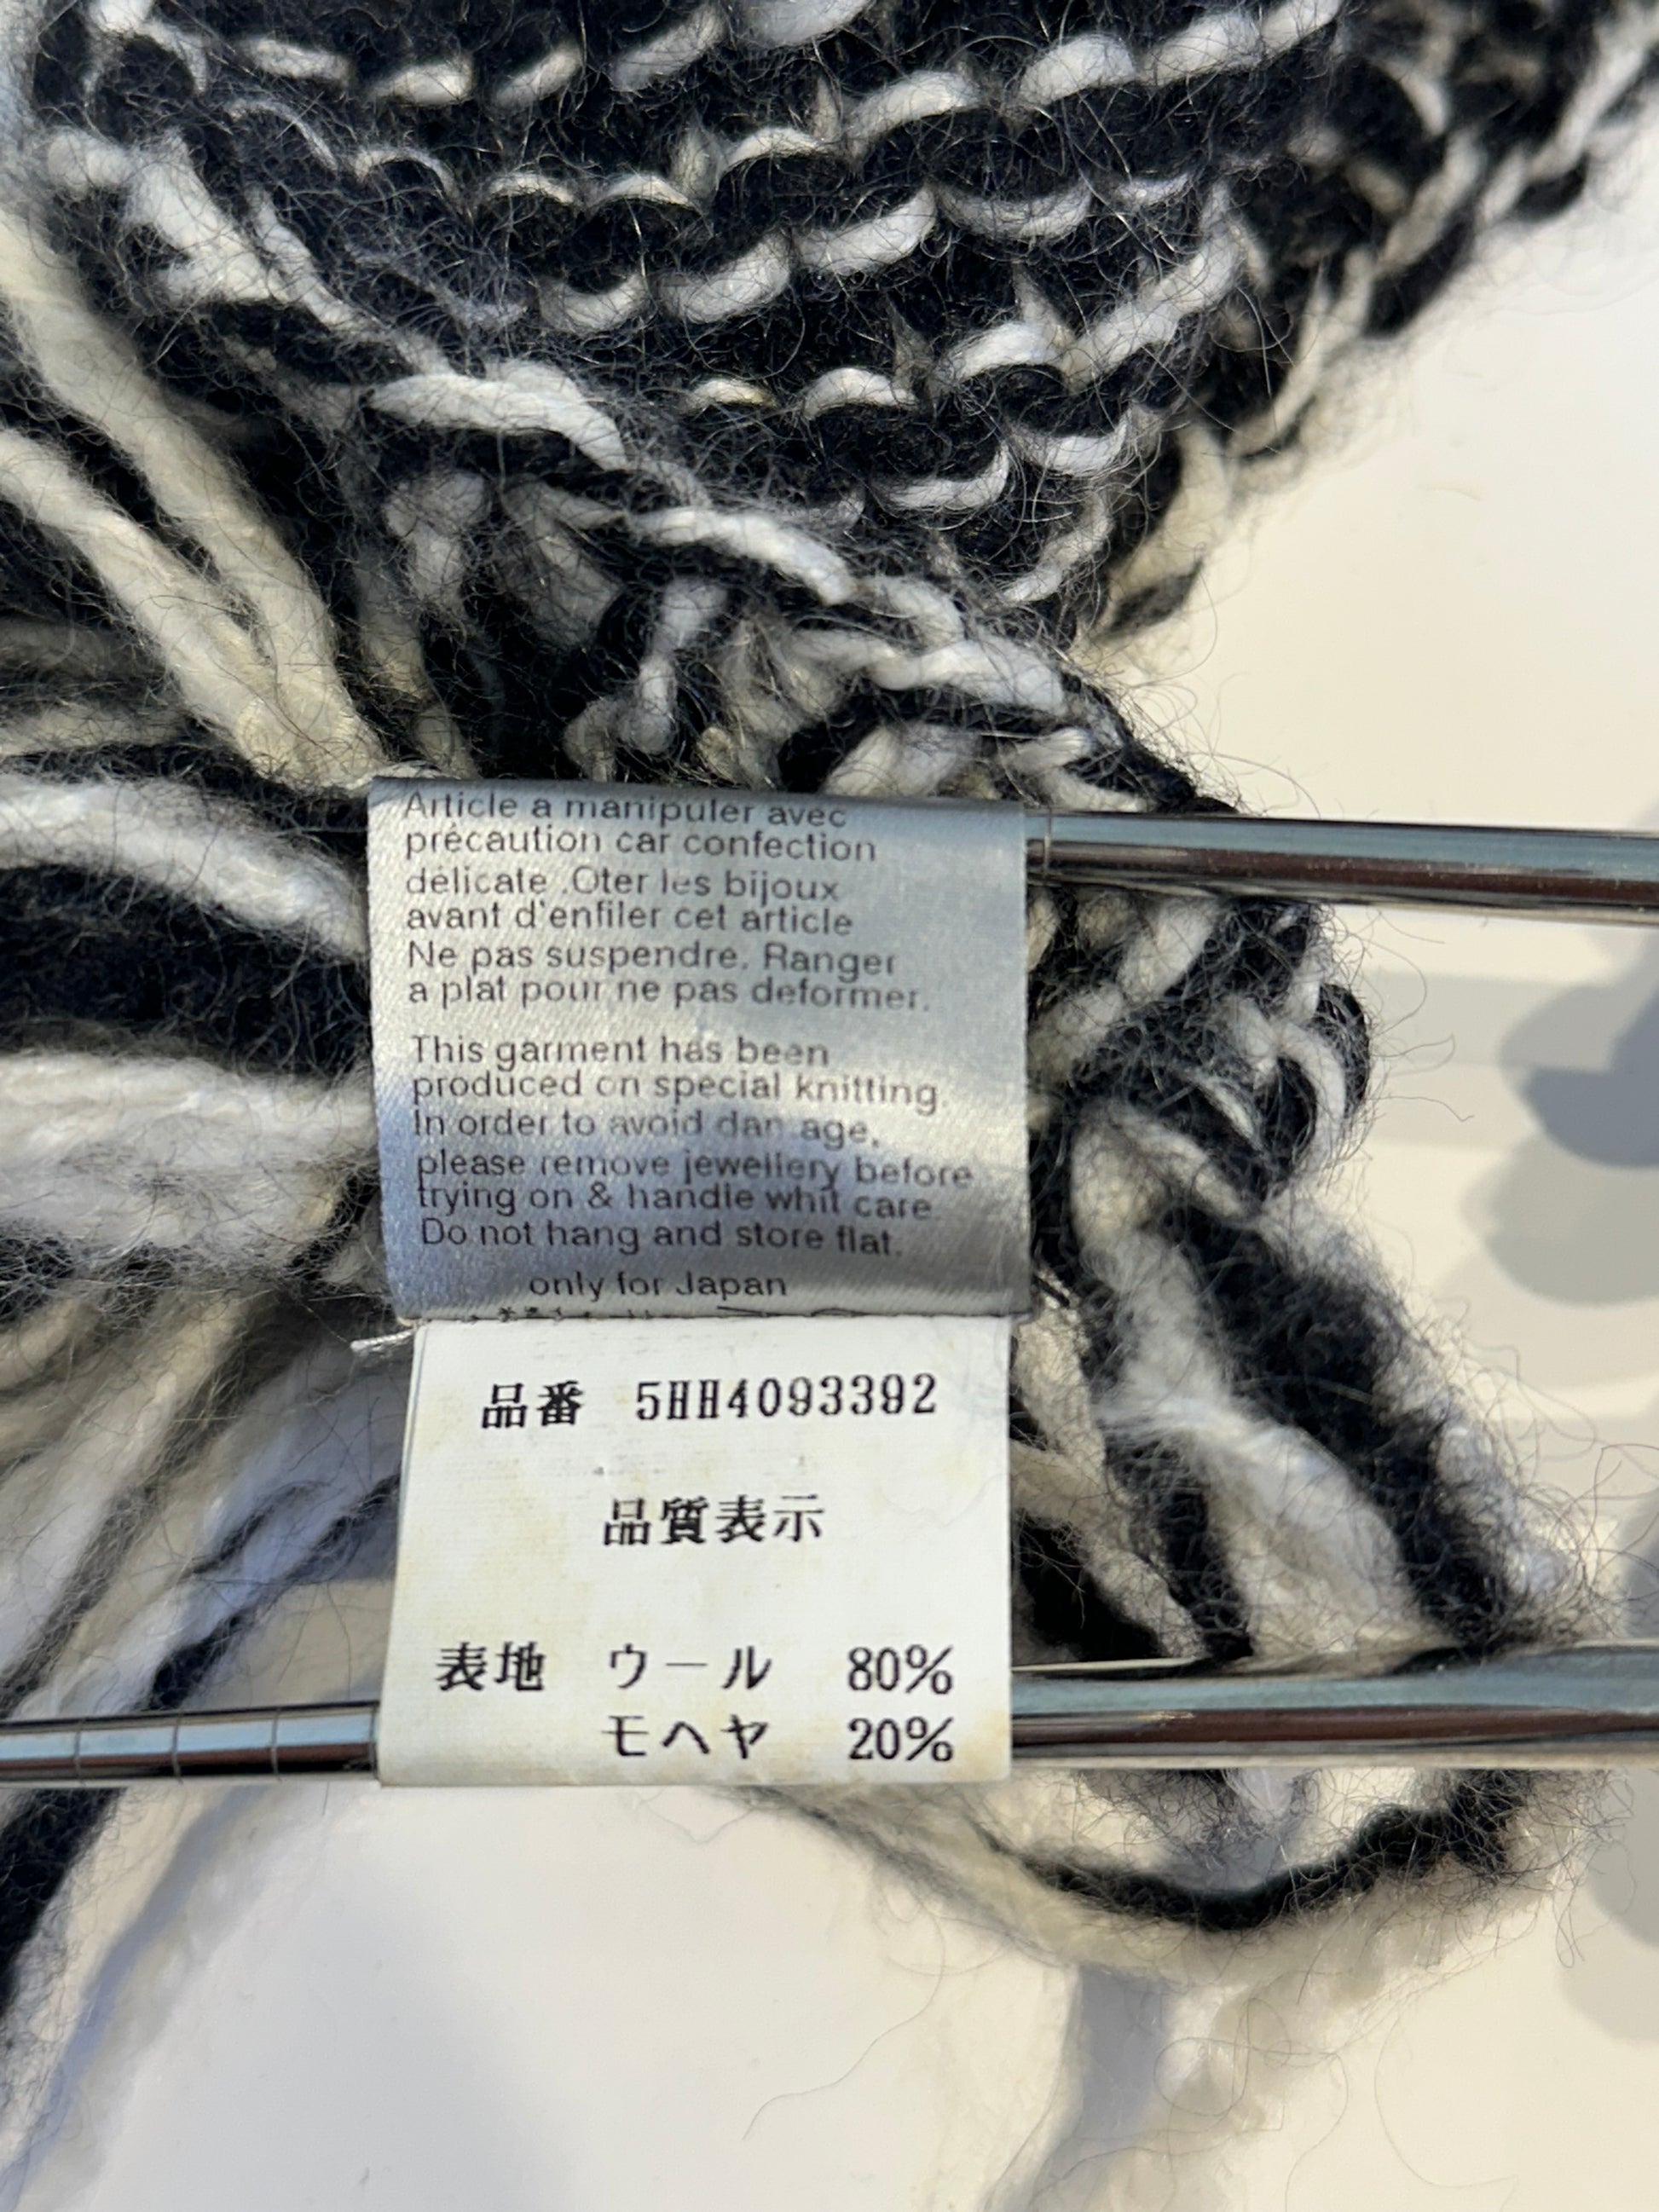 Article a manipuler avec
précaution car confection
délicate .Oter les bijoux
avant d'enfiler cet article
Ne pas suspendre. Ranger
a plat pour ne pas deformer.
This garment has been
produced on special knitting.
In order to avoid dam age,
please remove jewellery before
trying on & handle whit care.
Do not hang and store flat.
only for Japan
品番 5HH4093392
品質表示
表地 ウール 80%
モヘヤ 20%